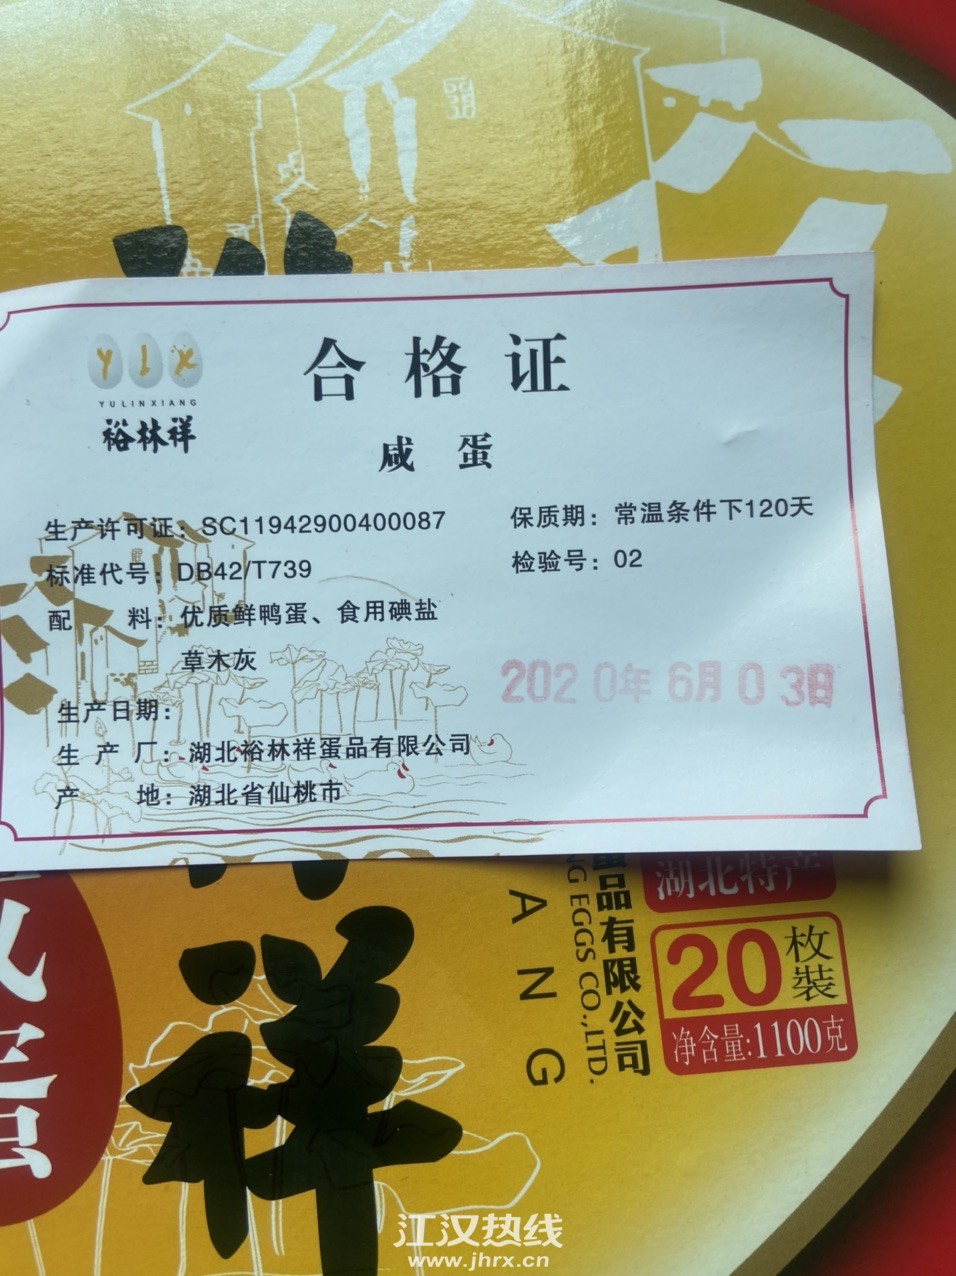 YLX
YULINXIANG
裕林祥
合格证
咸蛋
生产许可证：SC11942900400087
保质期：常温条件下120天
标准代号：DB42/T739
检验号：02
配料：优质鲜鸭蛋、食用碘盐
草木灰
2020年6月03日
生产日期：
生产厂：湖北裕林祥蛋品有限公司
产地：湖北省仙桃市
湖北特产
20枚装
净含量:1100克
蛋品有限公司
NG EGGS CO.,LTD.
ANG
祥
江汉热线
www.jhrx.cn